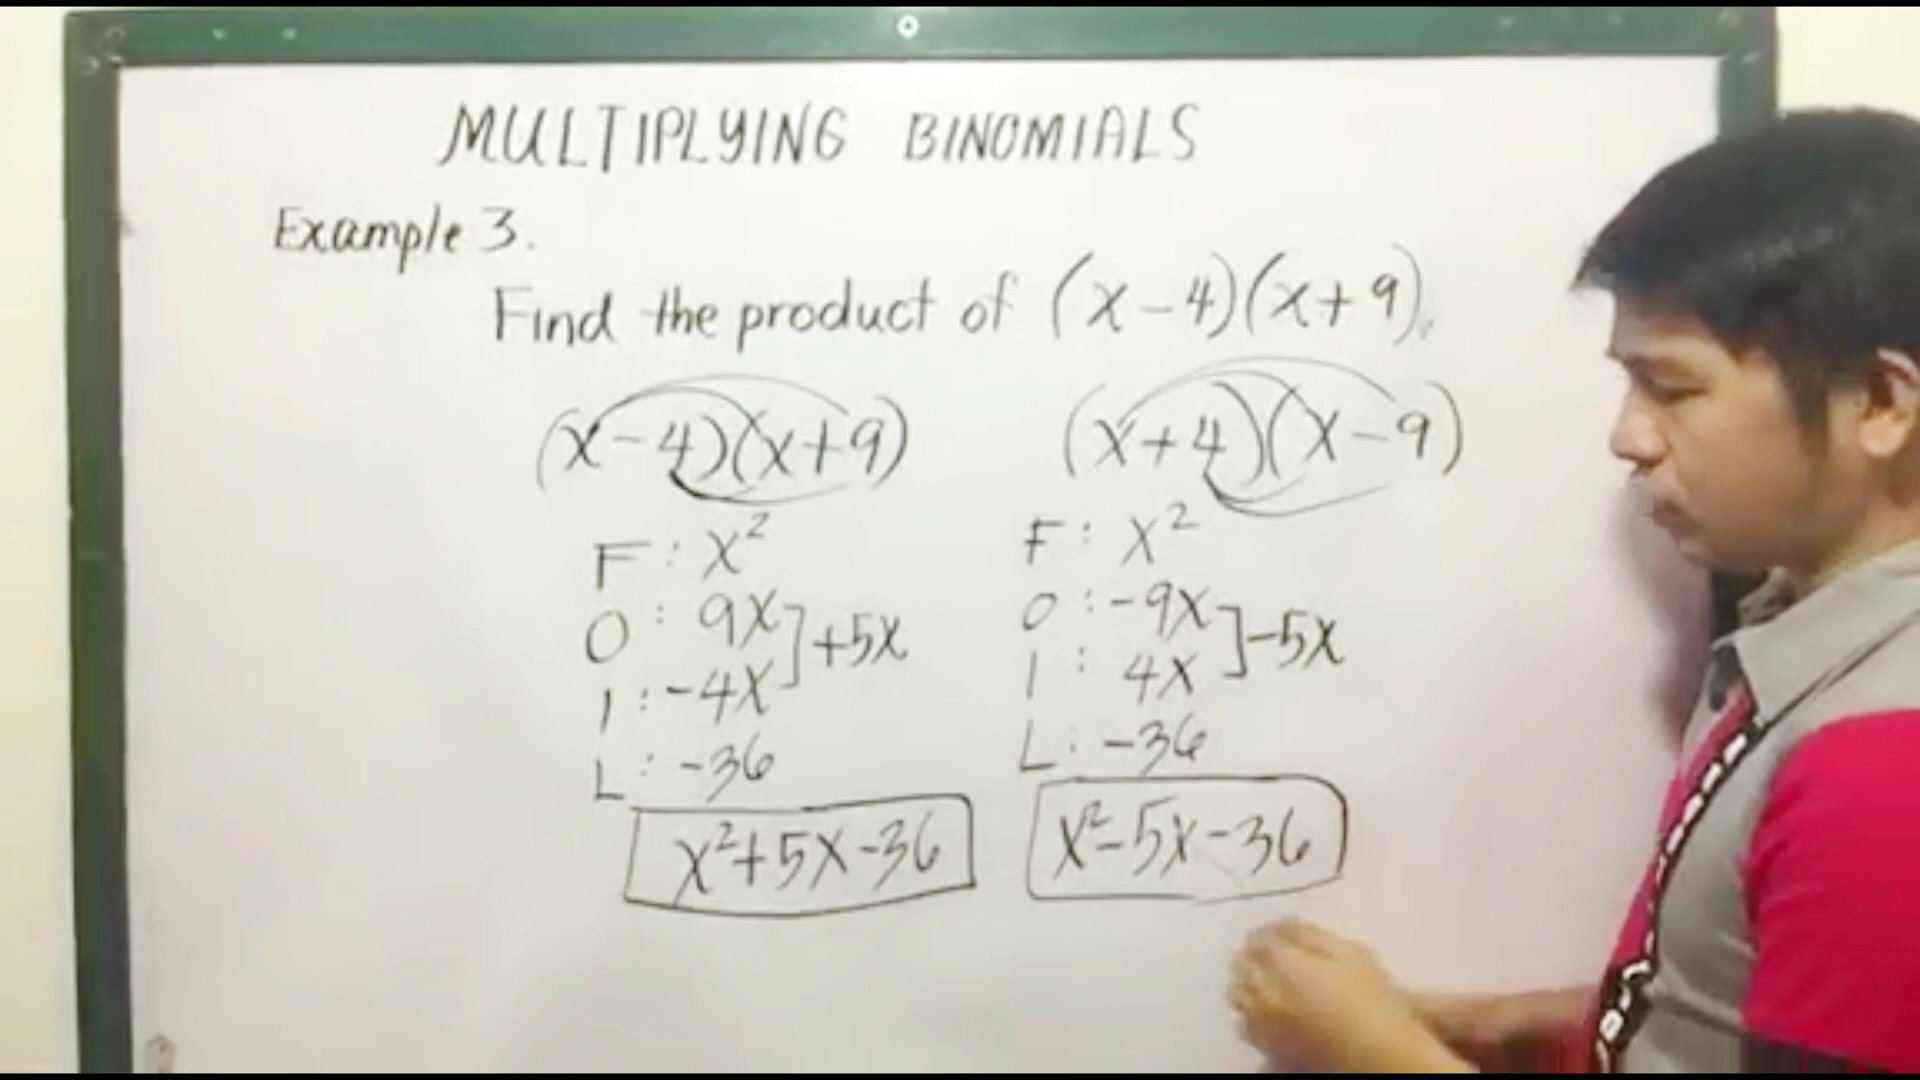 MULTIPLYING BINOMIALS
Example 3.
Find the product of (x-4)(x+9).
(x-4)(x+9)
F: x²
O: 9x ] +5x
I: -4x
L: -36
x²+5x-36
(x+4)(x-9)
F: x²
O: -9x ] -5x
I: 4x
L: -36
x²-5x-36